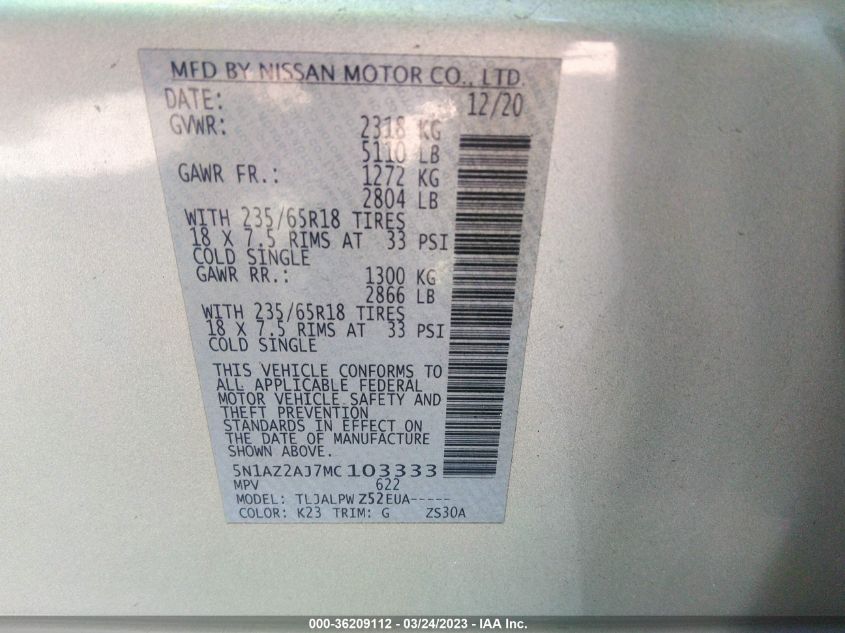 MFD BY NISSAN MOTOR CO., LTD
DATE: 12/20
GVWR: 2318 KG
5110 LB
GAWR FR.: 1272 KG
2804 LB
WITH 235/65R18 TIRES
18 X 7.5 RIMS AT 33 PSI
COLD SINGLE
GAWR RR.: 1300 KG
2866 LB
WITH 235/65R18 TIRES
18 X 7.5 RIMS AT 33 PSI
COLD SINGLE
THIS VEHICLE CONFORMS TO
ALL APPLICABLE FEDERAL
MOTOR VEHICLE SAFETY AND
THEFT PREVENTION
STANDARDS IN EFFECT ON
THE DATE OF MANUFACTURE
SHOWN ABOVE.
5N1AZ2AJ7MC103333
MPV 622
MODEL: TLJALPW Z52EUA-----
COLOR: K23 TRIM: G ZS30A
000-36209112 - 03/24/2023 - IAA Inc.